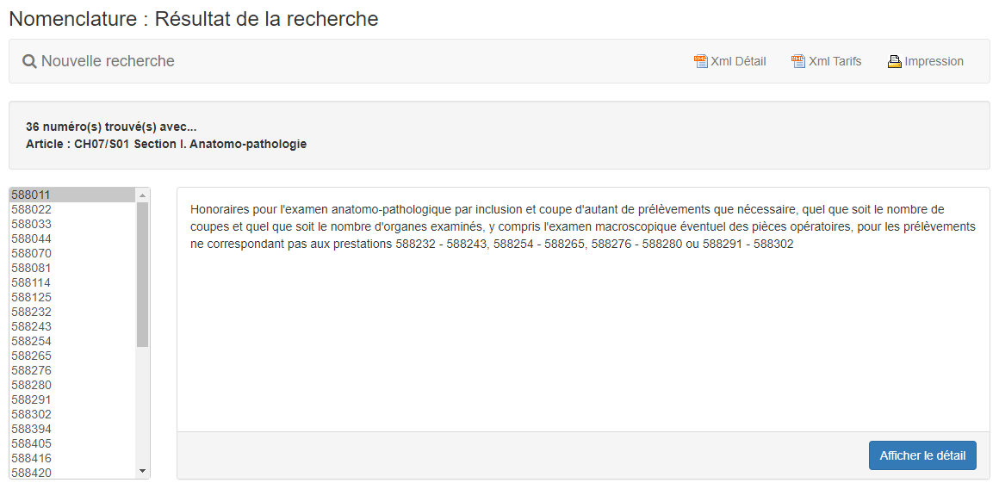 Nomenclature : Résultat de la recherche
Nouvelle recherche
Xml Détail
Xml Tarifs
Impression
36 numéro(s) trouvé(s) avec...
Article : CH07/S01 Section I. Anatomo-pathologie
588011
588022
588033
588044
588070
588081
588114
588125
588232
588243
588254
588265
588276
588280
588291
588302
588394
588405
588416
588420
Honoraires pour l'examen anatomo-pathologique par inclusion et coupe d'autant de prélèvements que nécessaire, quel que soit le nombre de
coupes et quel que soit le nombre d'organes examinés, y compris l'examen macroscopique éventuel des pièces opératoires, pour les prélèvements
ne correspondant pas aux prestations 588232 - 588243, 588254 - 588265, 588276 - 588280 ou 588291 - 588302
Afficher le détail